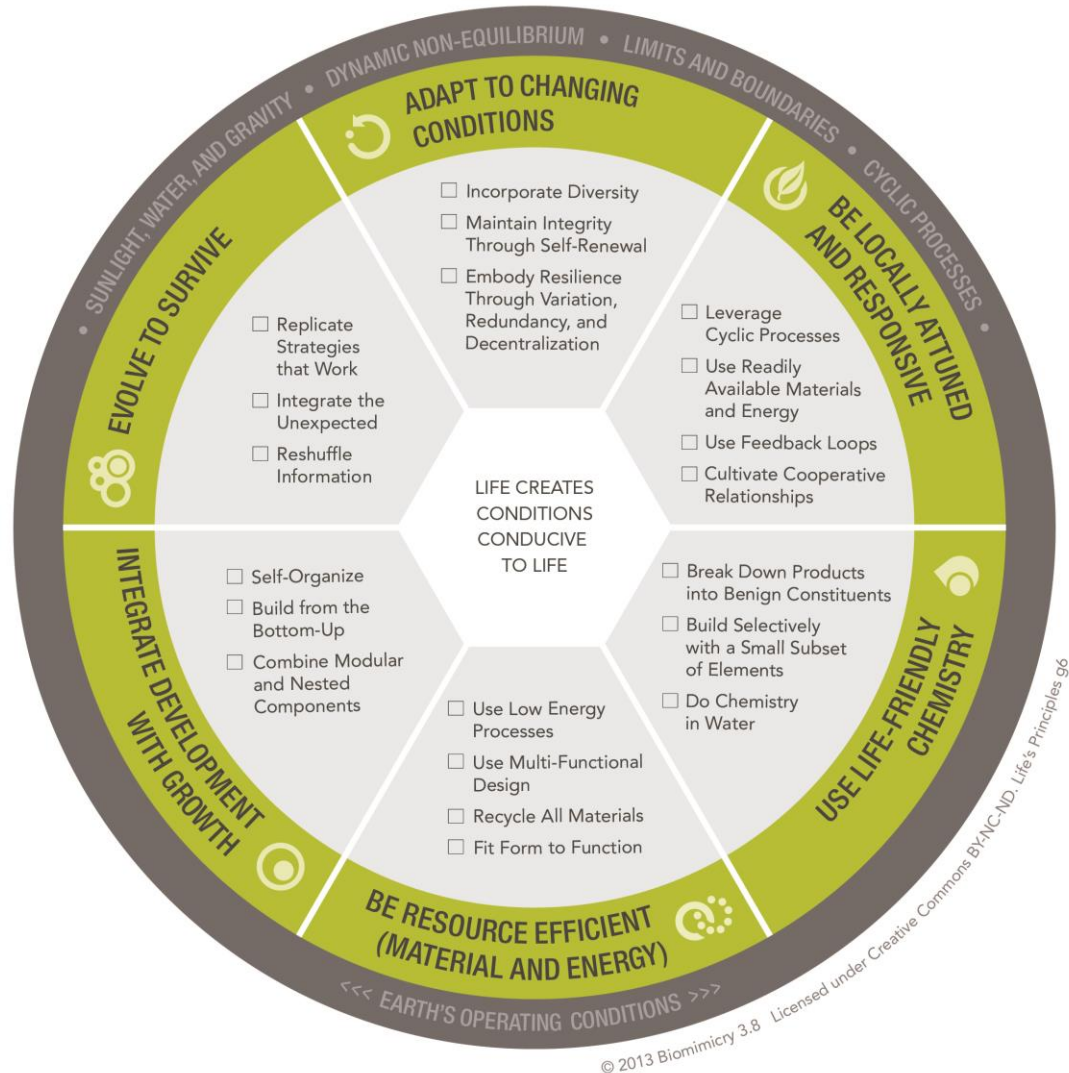 • SUNLIGHT, WATER, AND GRAVITY • DYNAMIC NON-EQUILIBRIUM • LIMITS AND BOUNDARIES • CYCLIC PROCESSES •
ADAPT TO CHANGING
CONDITIONS
☐ Incorporate Diversity
☐ Maintain Integrity
Through Self-Renewal
☐ Embody Resilience
Through Variation,
Redundancy, and
Decentralization
BE LOCALLY ATTUNED
AND RESPONSIVE
☐ Leverage
Cyclic Processes
☐ Use Readily
Available Materials
and Energy
☐ Use Feedback Loops
☐ Cultivate Cooperative
Relationships
USE LIFE-FRIENDLY
CHEMISTRY
☐ Break Down Products
into Benign Constituents
☐ Build Selectively
with a Small Subset
of Elements
☐ Do Chemistry
in Water
BE RESOURCE EFFICIENT
(MATERIAL AND ENERGY)
☐ Use Low Energy
Processes
☐ Use Multi-Functional
Design
☐ Recycle All Materials
☐ Fit Form to Function
INTEGRATE DEVELOPMENT
WITH GROWTH
☐ Self-Organize
☐ Build from the
Bottom-Up
☐ Combine Modular
and Nested
Components
EVOLVE TO SURVIVE
☐ Replicate
Strategies
that Work
☐ Integrate the
Unexpected
☐ Reshuffle
Information
LIFE CREATES
CONDITIONS
CONDUCIVE
TO LIFE
<<< EARTH'S OPERATING CONDITIONS >>>
© 2013 Biomimicry 3.8 Licensed under Creative Commons BY-NC-ND. Life's Principles g6